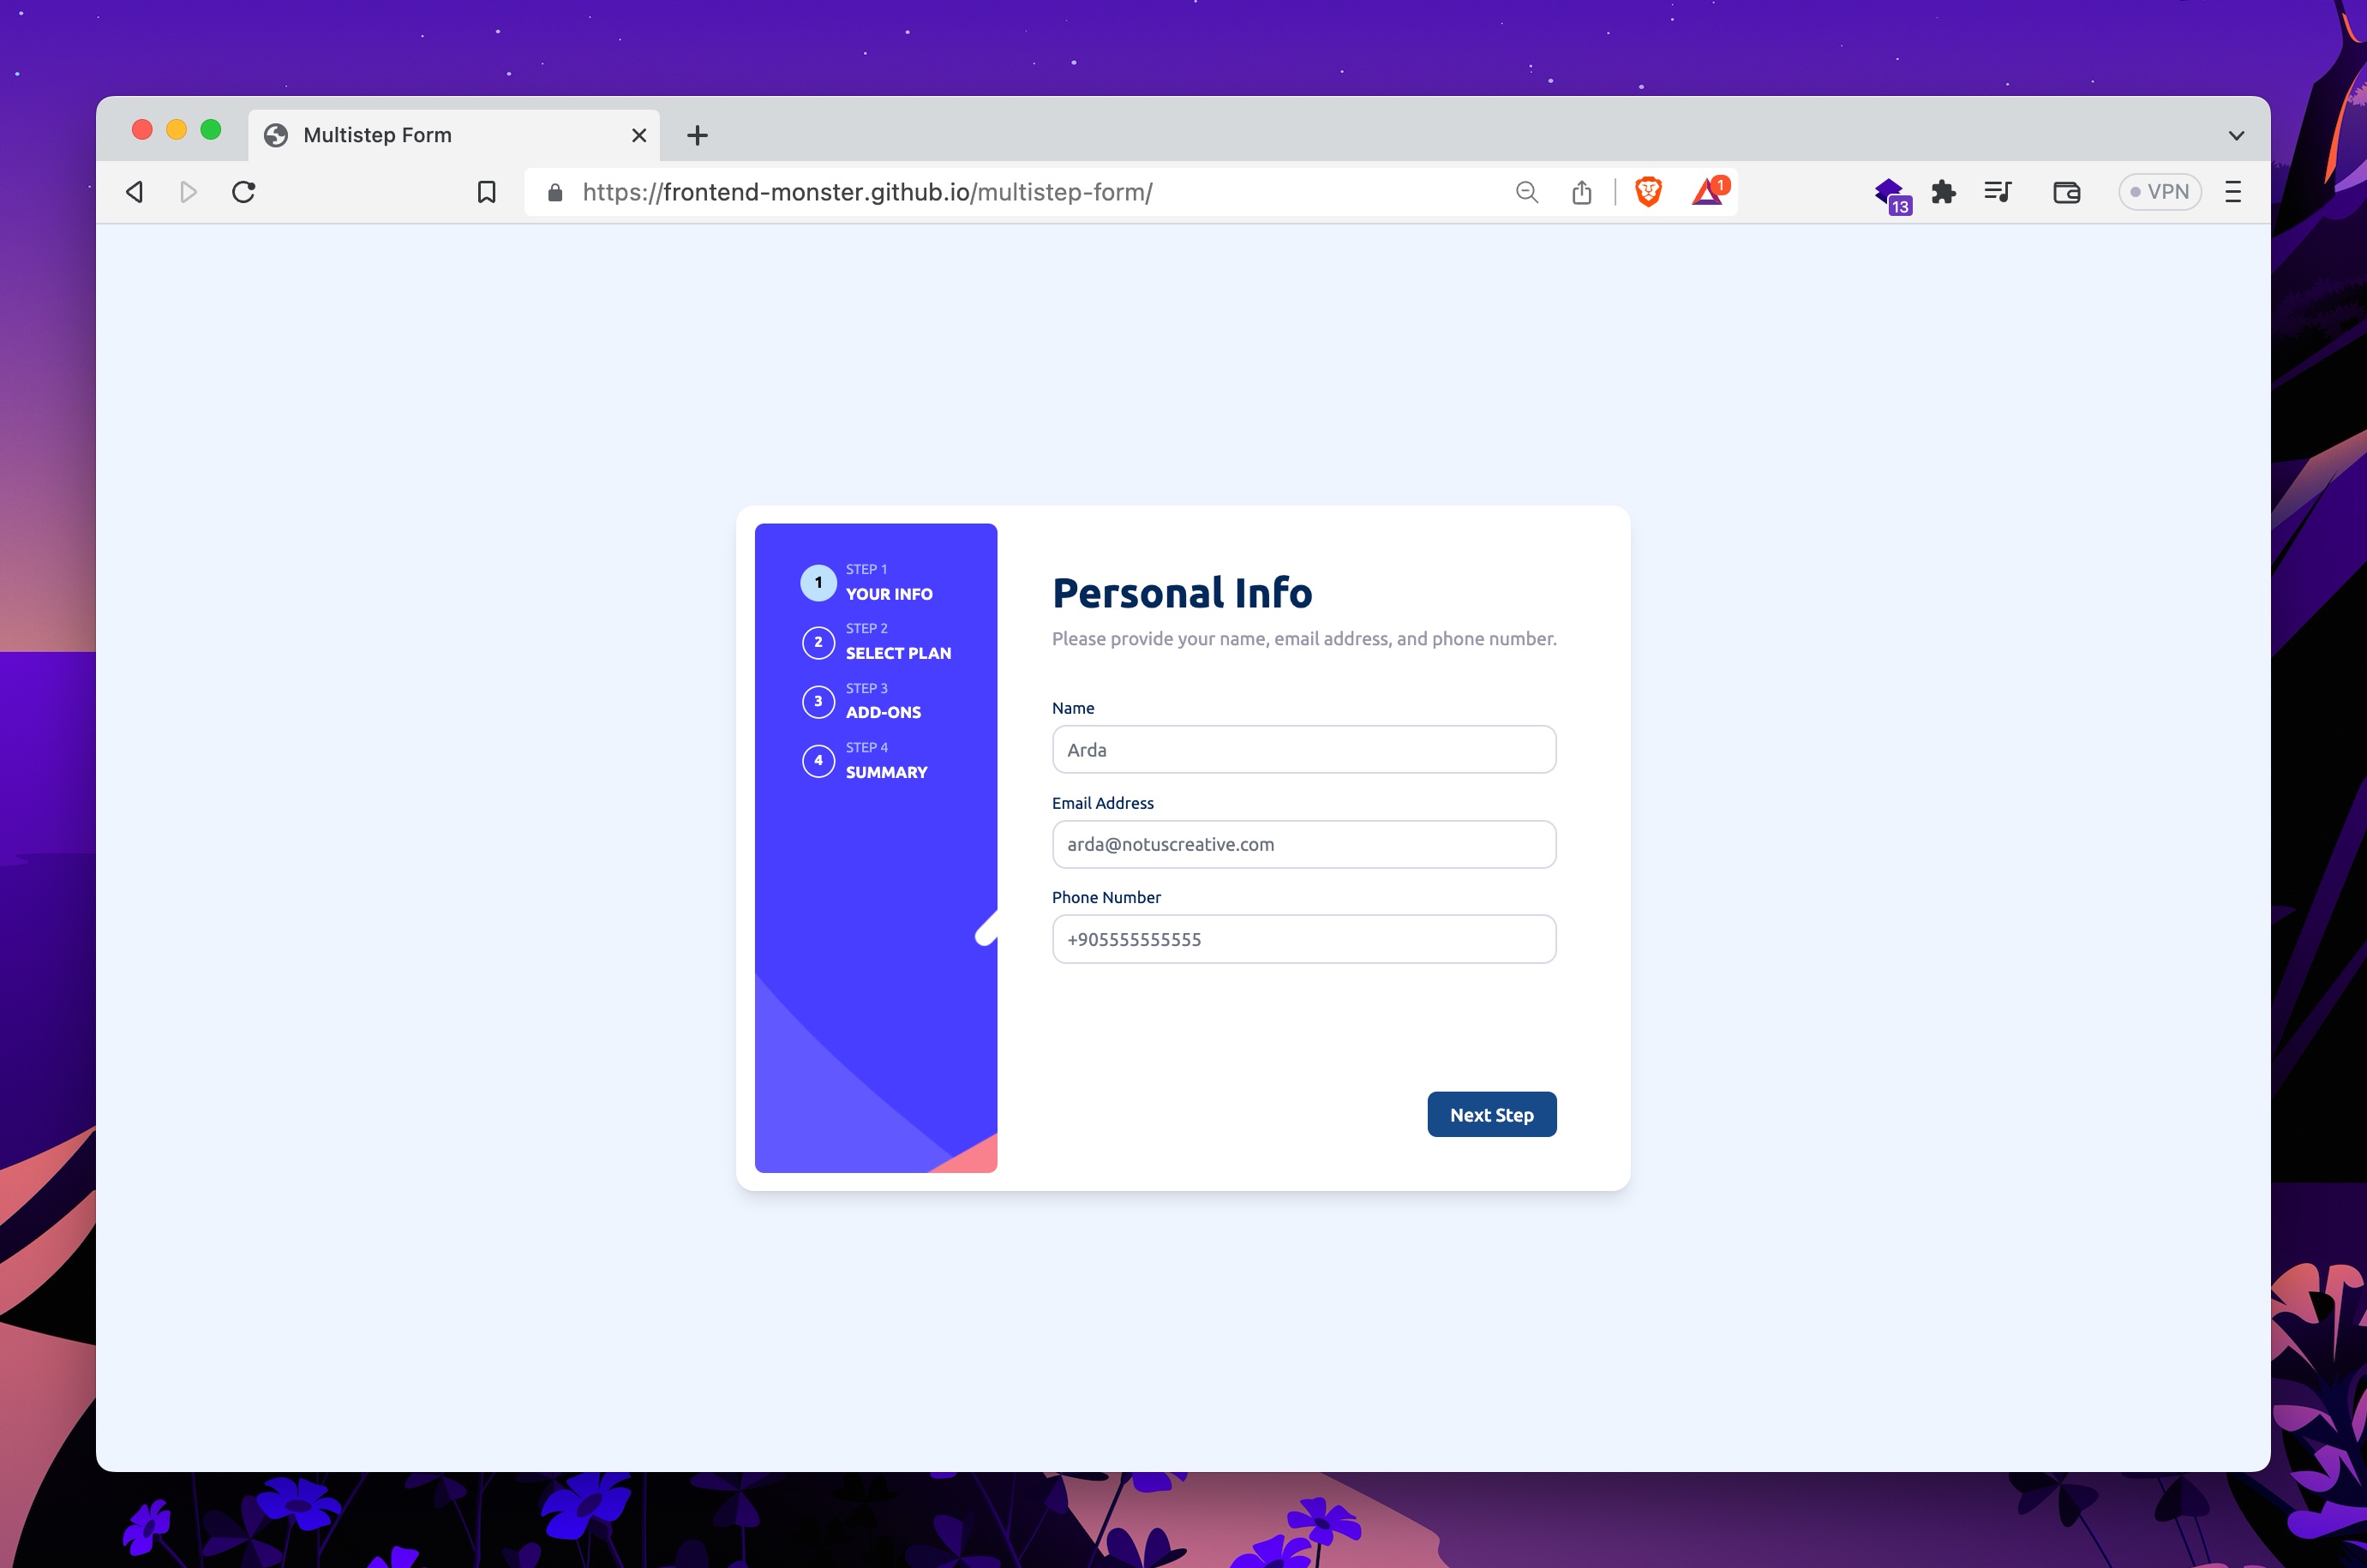 Multistep Form
https://frontend-monster.github.io/multistep-form/
1
13
VPN
1
STEP 1
YOUR INFO
2
STEP 2
SELECT PLAN
3
STEP 3
ADD-ONS
4
STEP 4
SUMMARY
Personal Info
Please provide your name, email address, and phone number.
Name
Arda
Email Address
arda@notuscreative.com
Phone Number
+905555555555
Next Step